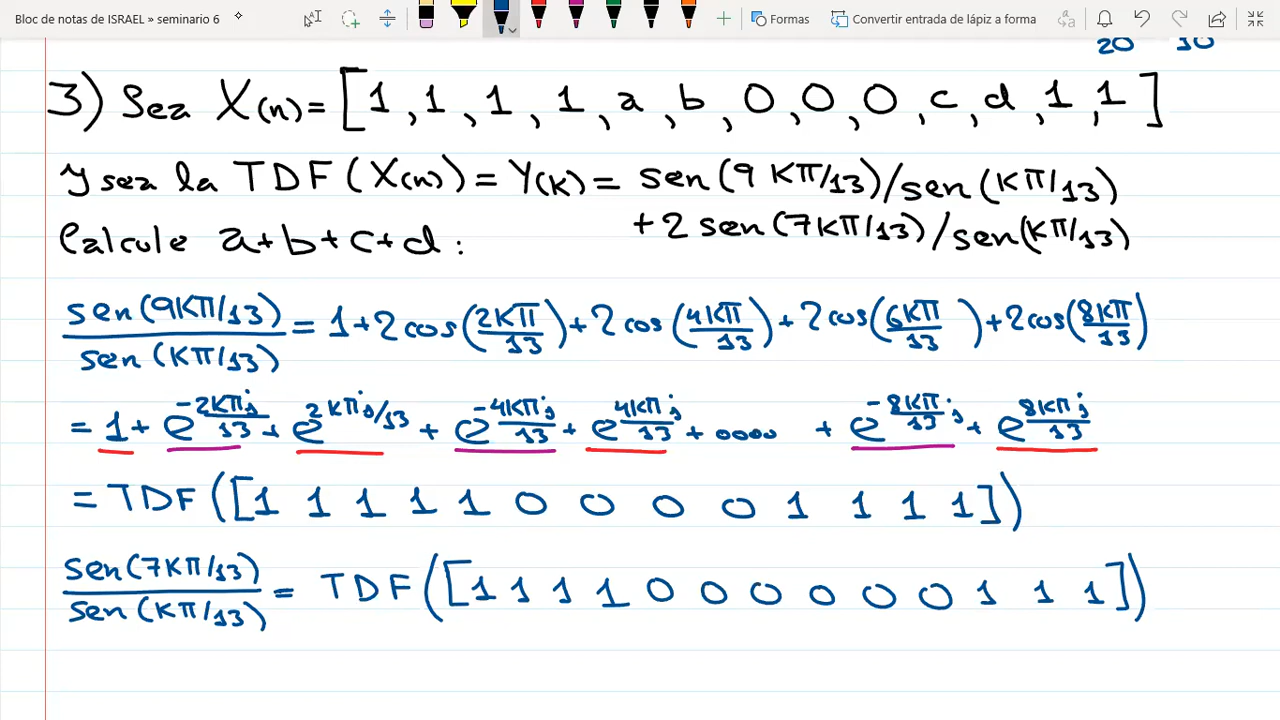 Bloc de notas de ISRAEL » seminario 6
Formas
Convertir entrada de lápiz a forma
20 10
3) Sea X(n)=[1,1,1,1,a,b,0,0,0,c,d,1,1]
y sea la TDF(X(n))=Y(k)= sen(9Kπ/13)/sen(Kπ/13)
+2 sen(7Kπ/13)/sen(Kπ/13)
Calcule a+b+c+d:
sen(9Kπ/13)/sen(Kπ/13) = 1+2cos(2Kπ/13)+2cos(4Kπ/13)+2cos(6Kπ/13)+2cos(8Kπ/13)
= 1+e^(-2Kπj/13)+e^(2Kπj/13)+e^(-4Kπj/13)+e^(4Kπj/13)+oooo+e^(-8Kπj/13)+e^(8Kπj/13)
= TDF([1 1 1 1 1 0 0 0 0 1 1 1 1])
sen(7Kπ/13)/sen(Kπ/13) = TDF([1 1 1 1 0 0 0 0 0 0 1 1 1])